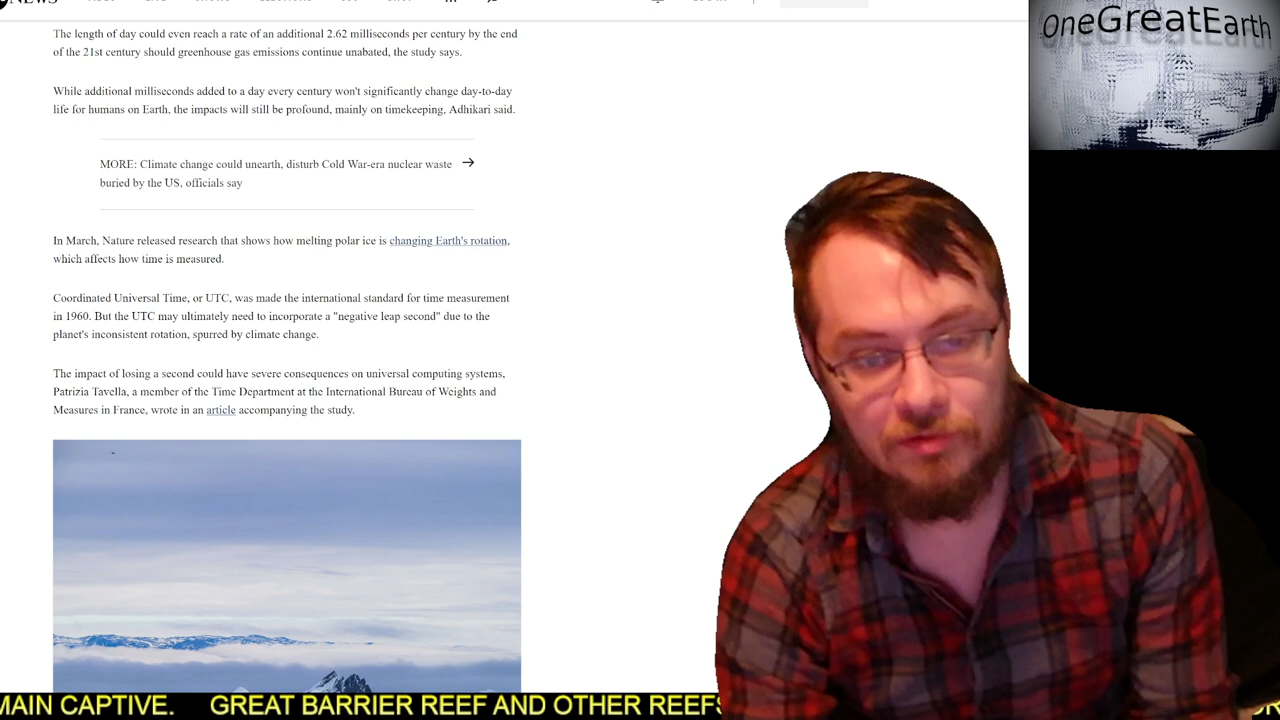 NEWS
OneGreatEarth
The length of day could even reach a rate of an additional 2.62 milliseconds per century by the end
of the 21st century should greenhouse gas emissions continue unabated, the study says.
While additional milliseconds added to a day every century won't significantly change day-to-day
life for humans on Earth, the impacts will still be profound, mainly on timekeeping, Adhikari said.
MORE: Climate change could unearth, disturb Cold War-era nuclear waste
buried by the US, officials say
In March, Nature released research that shows how melting polar ice is changing Earth's rotation,
which affects how time is measured.
Coordinated Universal Time, or UTC, was made the international standard for time measurement
in 1960. But the UTC may ultimately need to incorporate a "negative leap second" due to the
planet's inconsistent rotation, spurred by climate change.
The impact of losing a second could have severe consequences on universal computing systems,
Patrizia Tavella, a member of the Time Department at the International Bureau of Weights and
Measures in France, wrote in an article accompanying the study.
MAIN CAPTIVE. GREAT BARRIER REEF AND OTHER REEFS